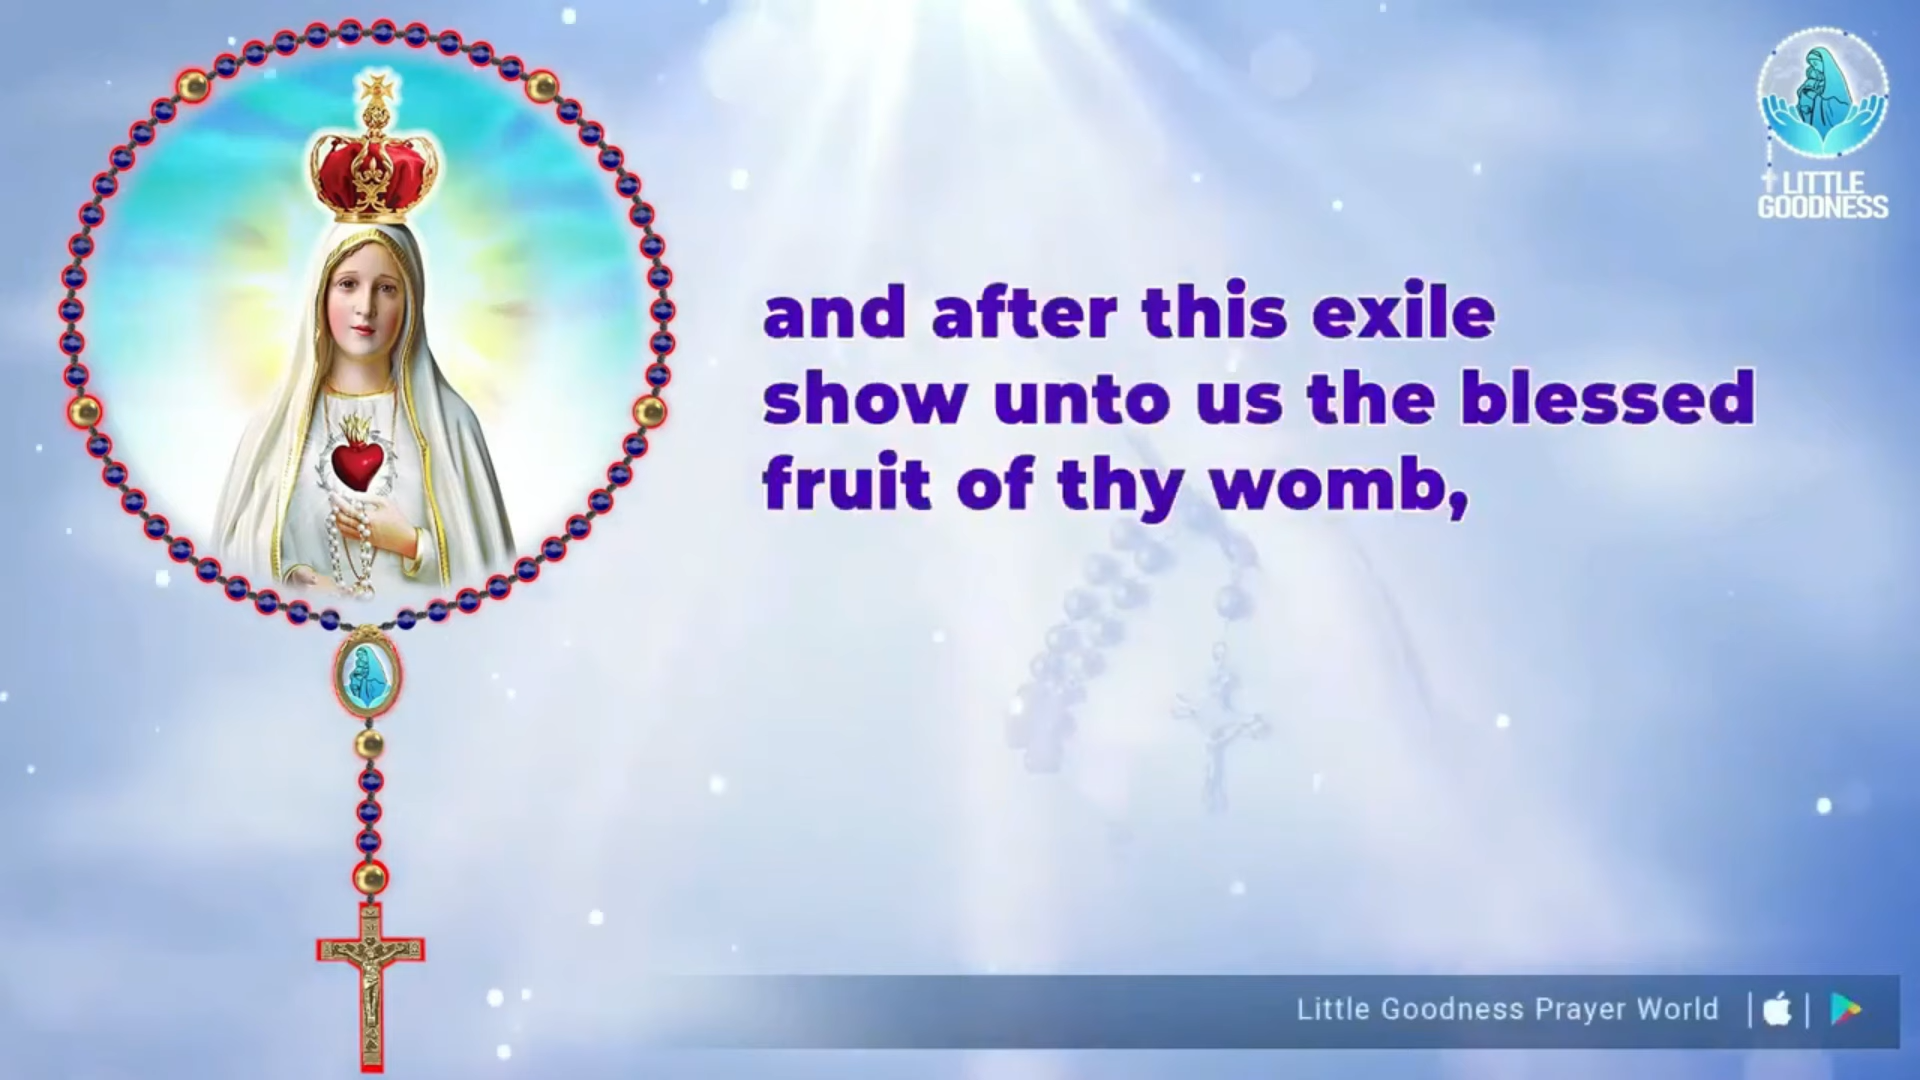 LITTLE
GOODNESS
and after this exile
show unto us the blessed
fruit of thy womb,
Little Goodness Prayer World